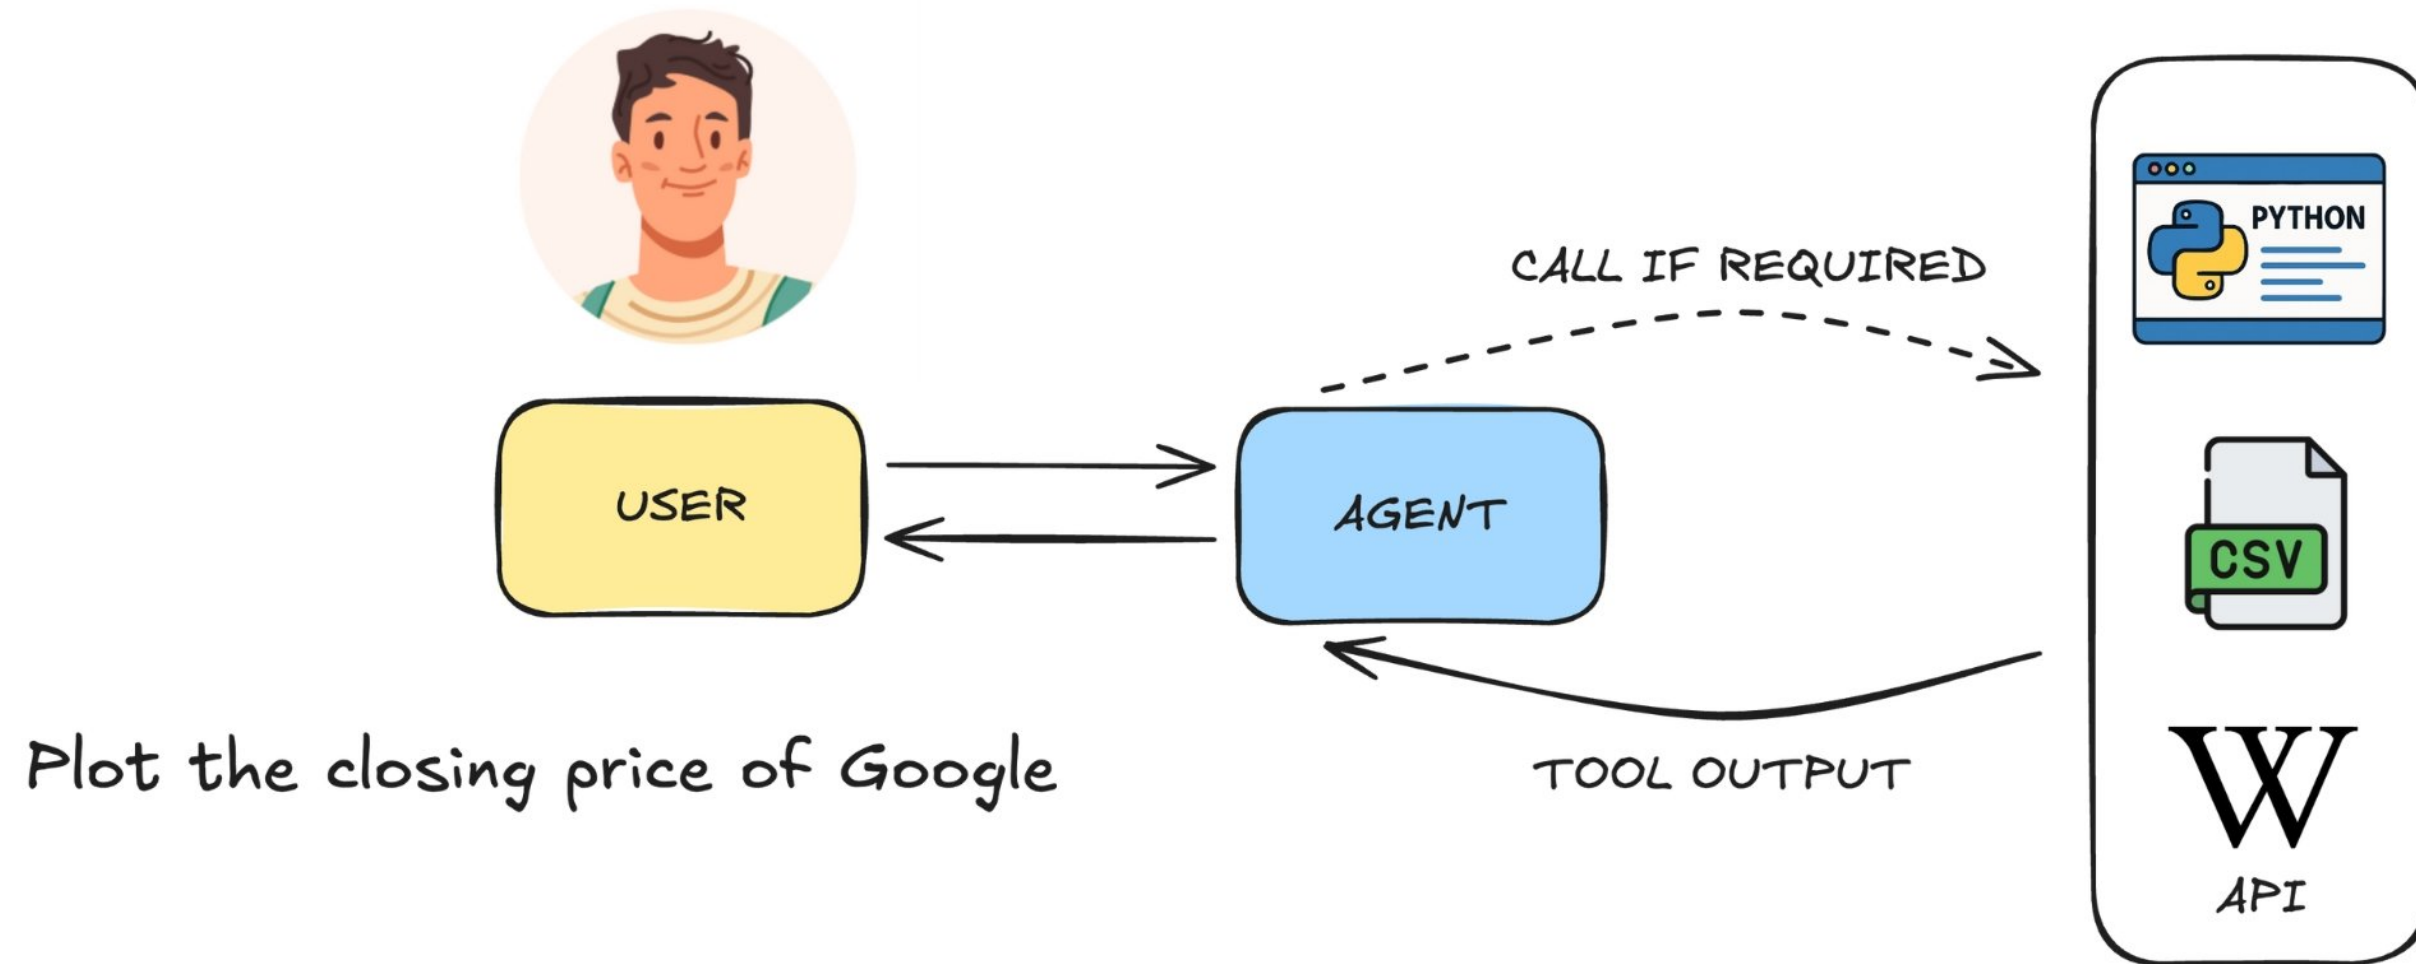 PYTHON
CALL IF REQUIRED
USER
AGENT
CSV
Plot the closing price of Google
TOOL OUTPUT
W
API